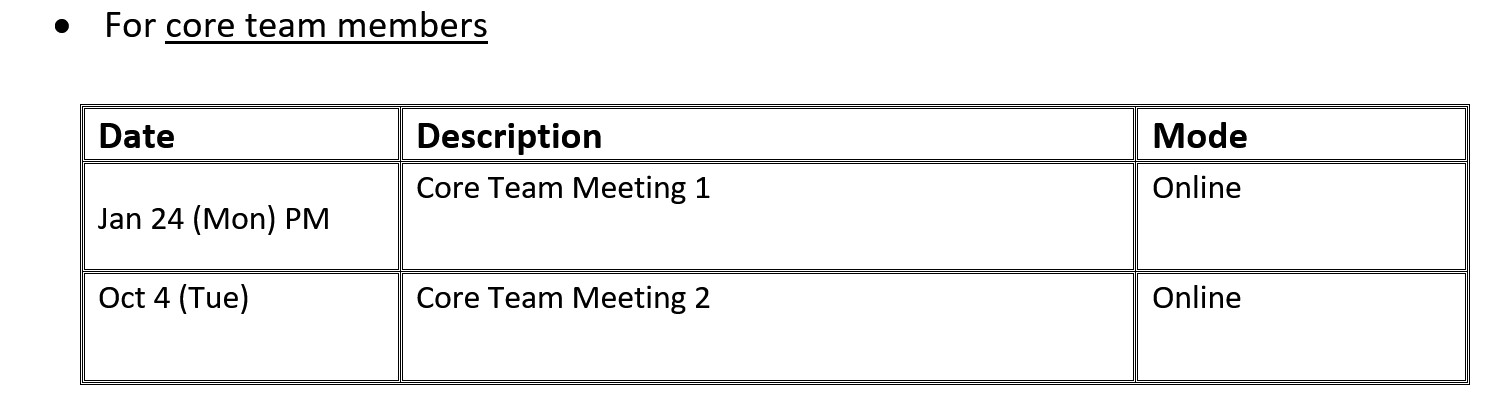 • For core team members
Date Description Mode
Jan 24 (Mon) PM Core Team Meeting 1 Online
Oct 4 (Tue) Core Team Meeting 2 Online